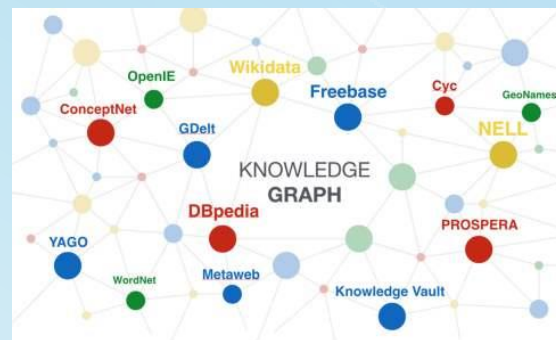 OpenIE
Wikidata
Cyc
GeoNames
ConceptNet
Freebase
GDelt
NELL
KNOWLEDGE
GRAPH
DBpedia
PROSPERA
YAGO
WordNet
Metaweb
Knowledge Vault